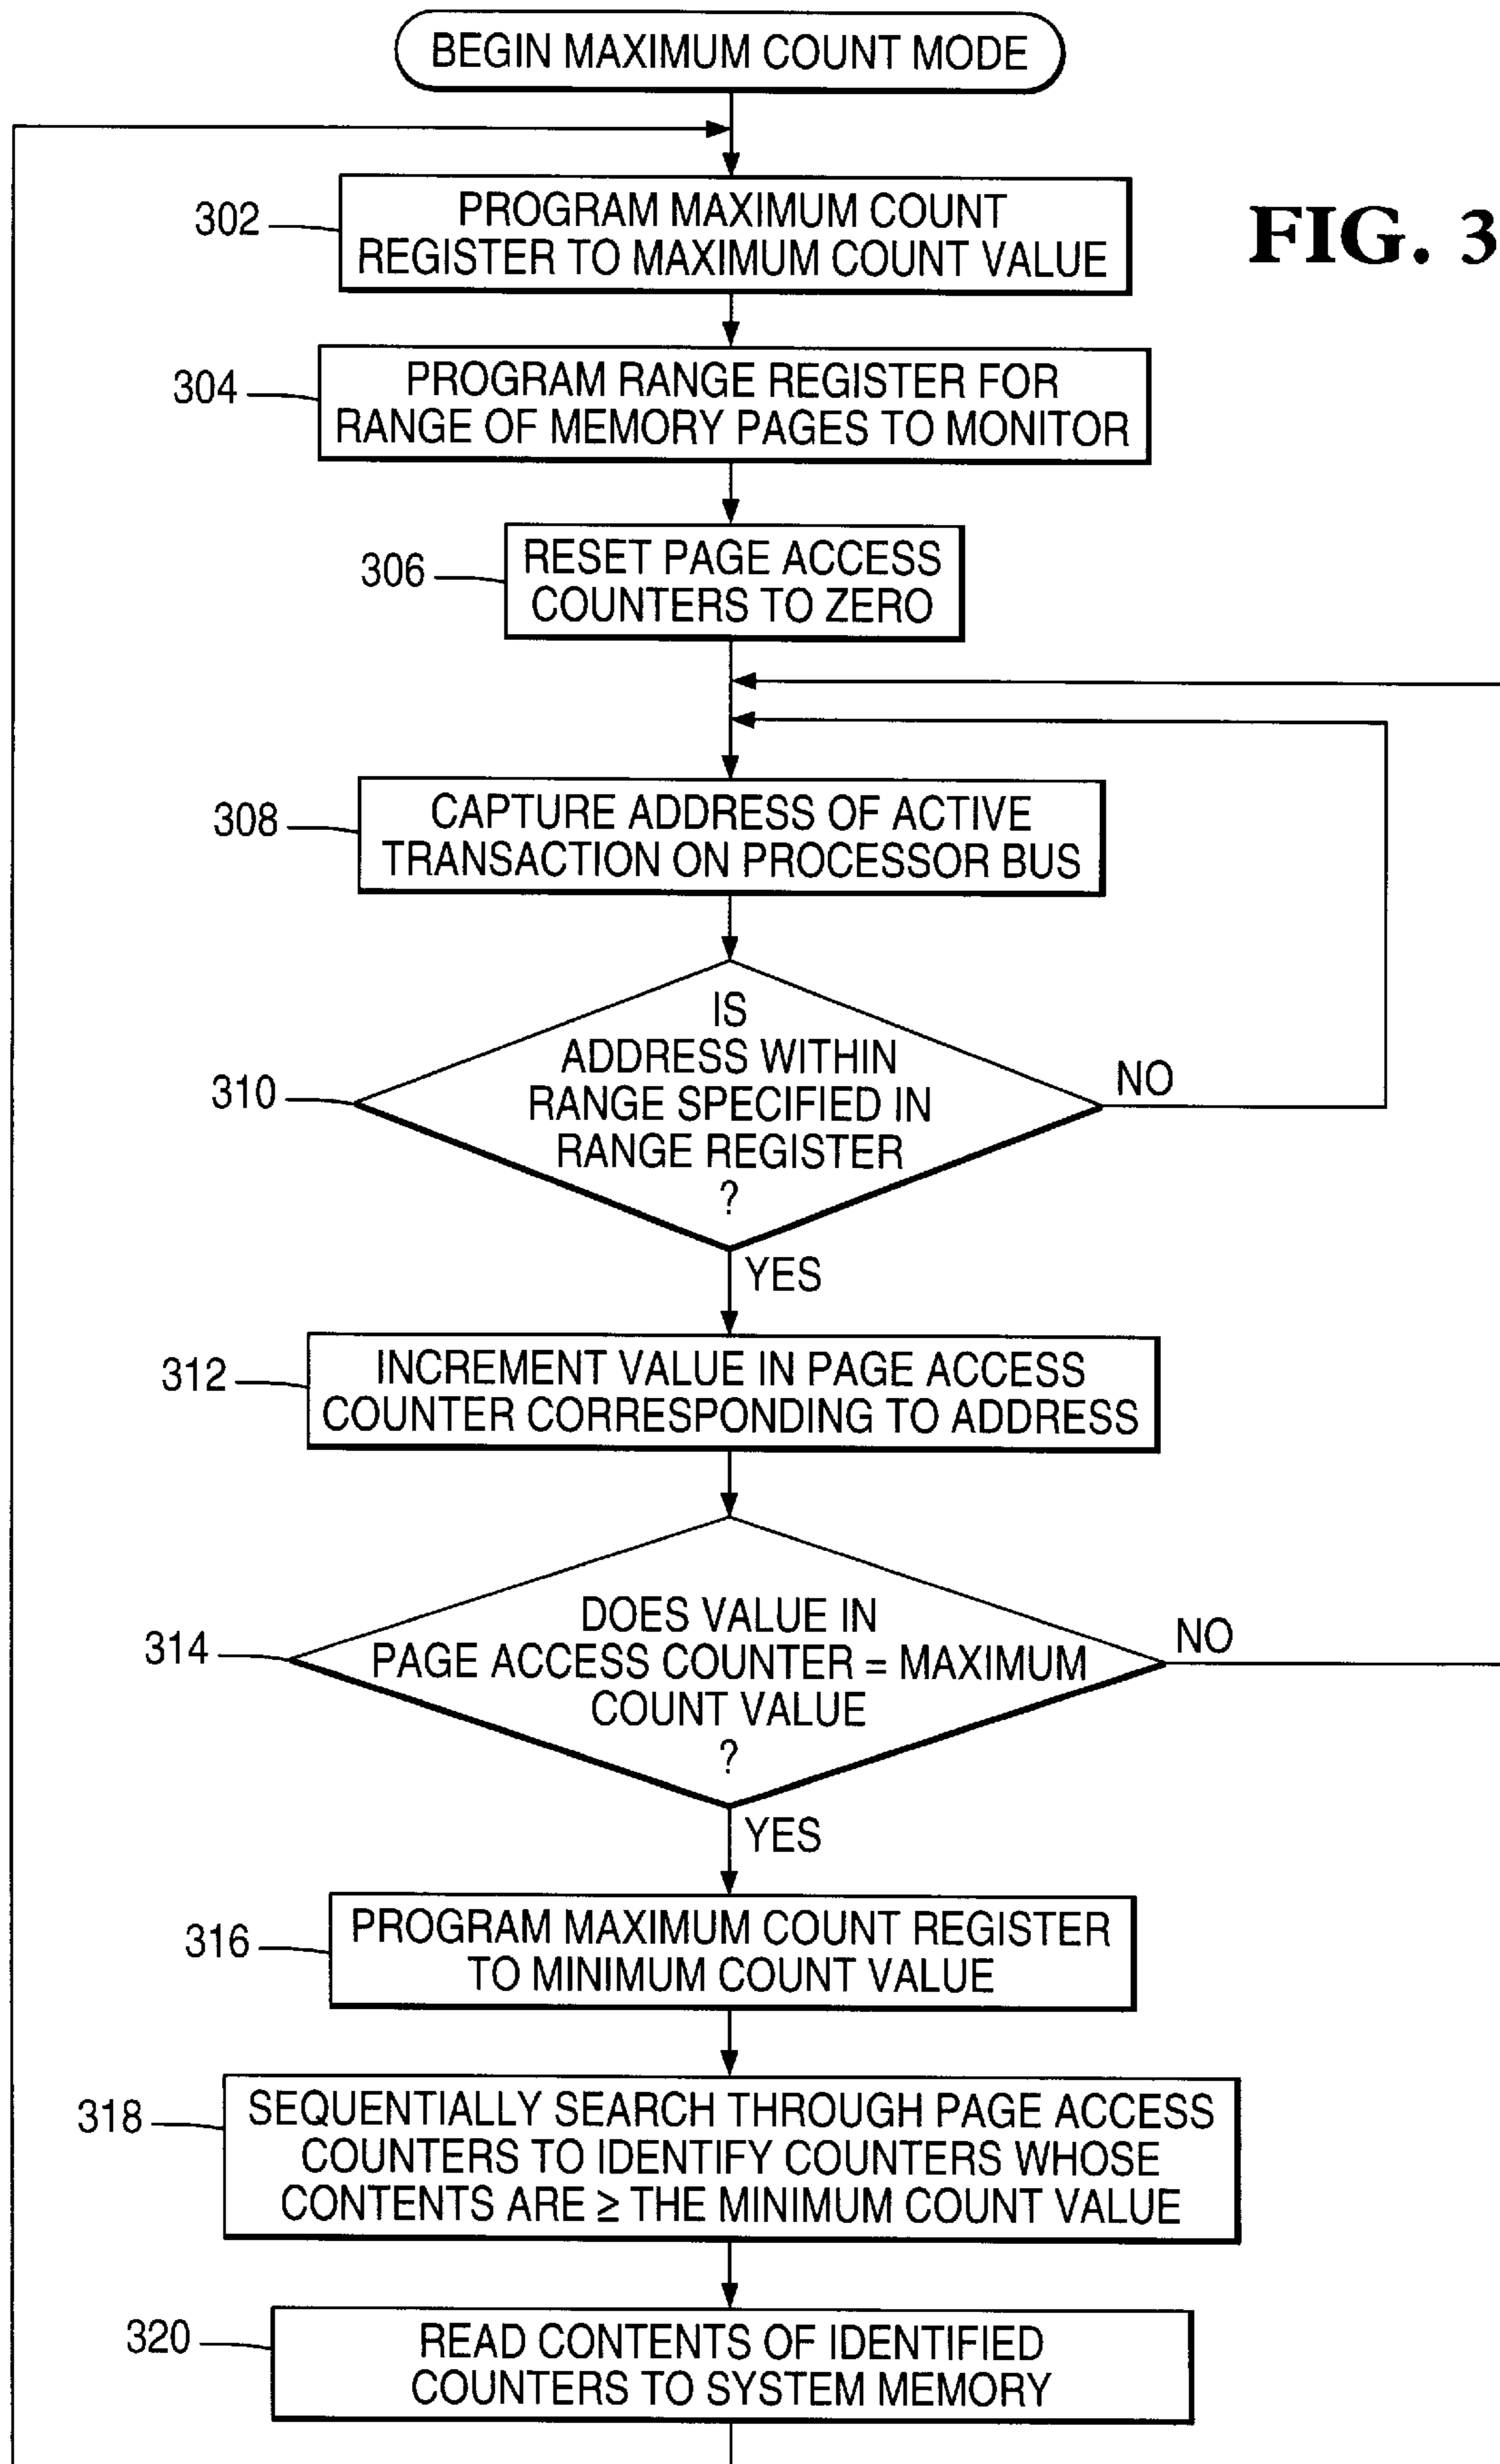 BEGIN MAXIMUM COUNT MODE
302
PROGRAM MAXIMUM COUNT
REGISTER TO MAXIMUM COUNT VALUE
FIG. 3
304
PROGRAM RANGE REGISTER FOR
RANGE OF MEMORY PAGES TO MONITOR
306
RESET PAGE ACCESS
COUNTERS TO ZERO
308
CAPTURE ADDRESS OF ACTIVE
TRANSACTION ON PROCESSOR BUS
310
IS
ADDRESS WITHIN
RANGE SPECIFIED IN
RANGE REGISTER
?
NO
YES
312
INCREMENT VALUE IN PAGE ACCESS
COUNTER CORRESPONDING TO ADDRESS
314
DOES VALUE IN
PAGE ACCESS COUNTER = MAXIMUM
COUNT VALUE
?
NO
YES
316
PROGRAM MAXIMUM COUNT REGISTER
TO MINIMUM COUNT VALUE
318
SEQUENTIALLY SEARCH THROUGH PAGE ACCESS
COUNTERS TO IDENTIFY COUNTERS WHOSE
CONTENTS ARE ≥ THE MINIMUM COUNT VALUE
320
READ CONTENTS OF IDENTIFIED
COUNTERS TO SYSTEM MEMORY